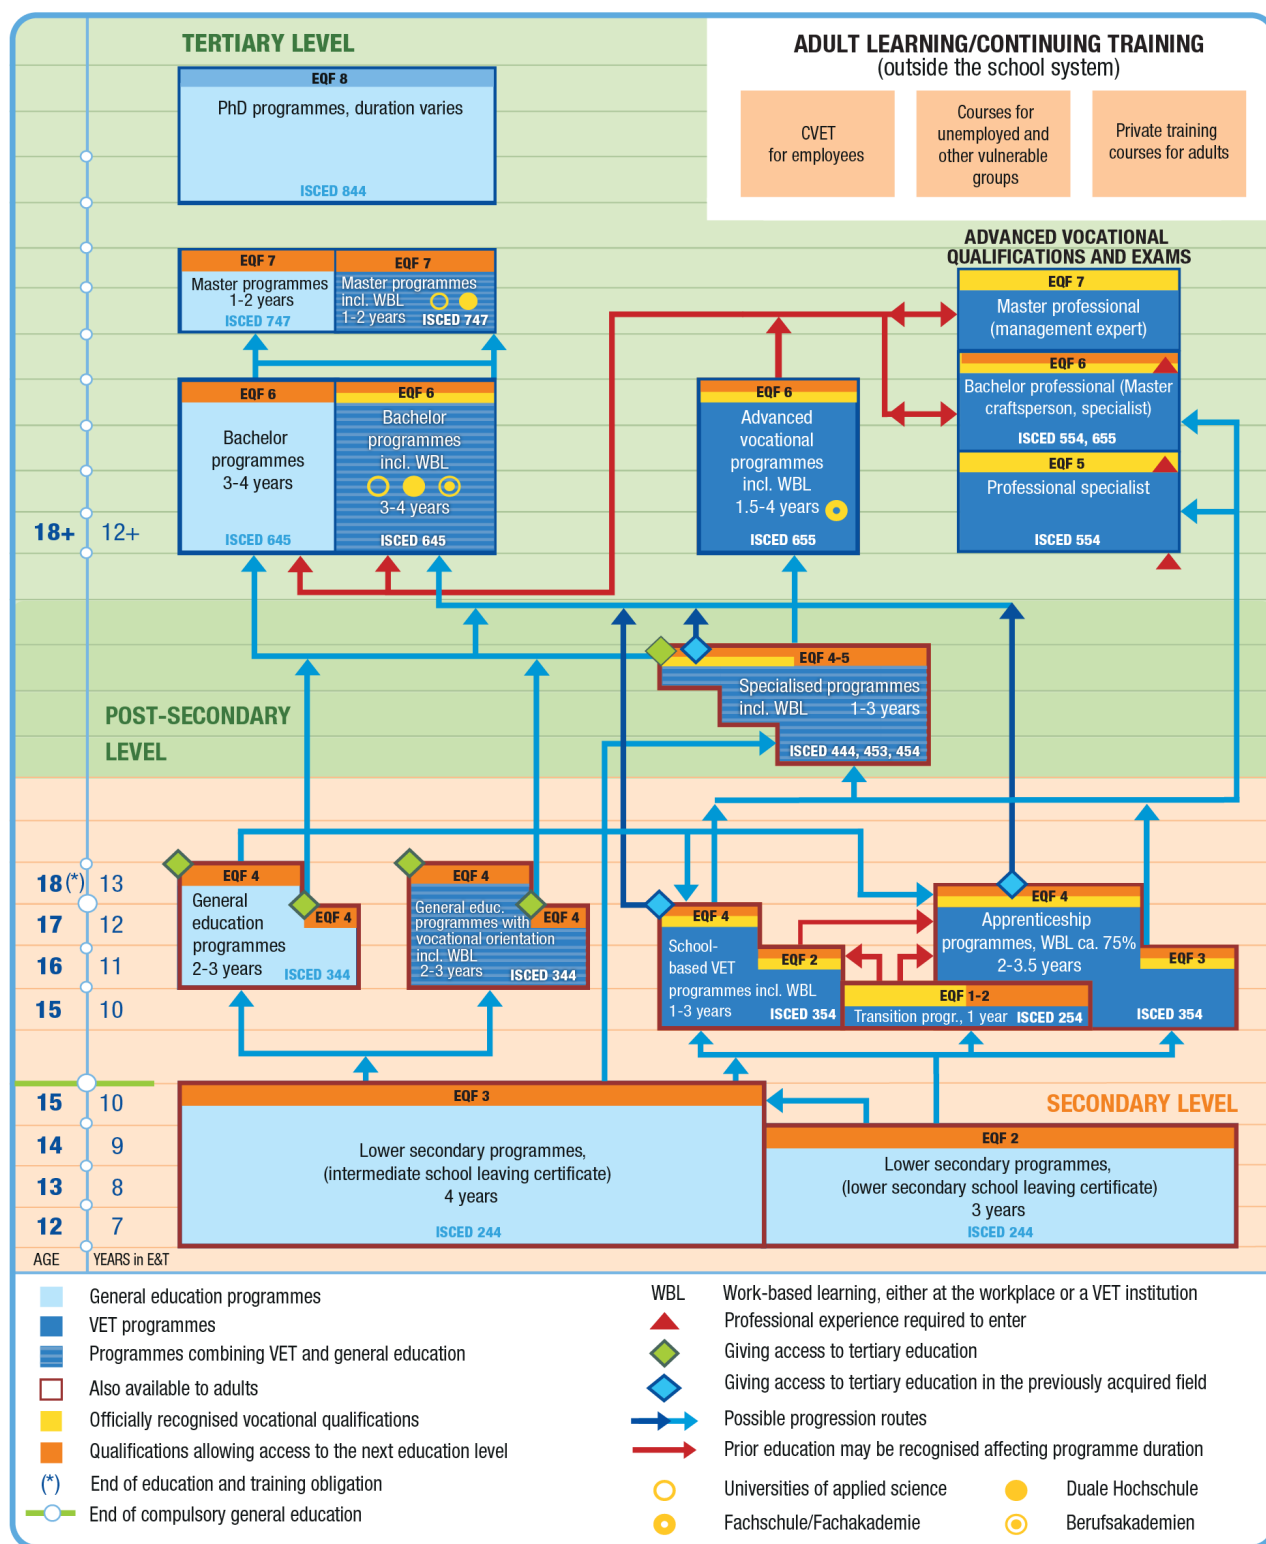 TERTIARY LEVEL
EQF 8
PhD programmes, duration varies
ISCED 844
ADULT LEARNING/CONTINUING TRAINING
(outside the school system)
CVET
for employees
Courses for
unemployed and
other vulnerable
groups
Private training
courses for adults
EQF 7
Master programmes
1-2 years
ISCED 747
EQF 7
Master programmes
incl. WBL
1-2 years ISCED 747
ADVANCED VOCATIONAL
QUALIFICATIONS AND EXAMS
EQF 7
Master professional
(management expert)
EQF 6
Bachelor professional (Master
craftsperson, specialist)
ISCED 554, 655
EQF 5
Professional specialist
ISCED 554
EQF 6
Bachelor
programmes
3-4 years
ISCED 645
EQF 6
Bachelor
programmes
incl. WBL
3-4 years
ISCED 645
EQF 6
Advanced
vocational
programmes
incl. WBL
1.5-4 years
ISCED 655
18+ 12+
POST-SECONDARY
LEVEL
EQF 4-5
Specialised programmes
incl. WBL 1-3 years
ISCED 444, 453, 454
18 (*) 13
17 12
16 11
15 10
EQF 4
General
education
programmes
2-3 years
EQF 4
ISCED 344
EQF 4
General educ.
programmes with
vocational orientation
incl. WBL
2-3 years
EQF 4
ISCED 344
EQF 4
School-
based VET
programmes incl. WBL
1-3 years
EQF 2
ISCED 354
EQF 4
Apprenticeship
programmes, WBL ca. 75%
2-3.5 years
EQF 3
ISCED 354
EQF 1-2
Transition progr., 1 year ISCED 254
SECONDARY LEVEL
15 10
14 9
13 8
12 7
AGE YEARS in E&T
EQF 3
Lower secondary programmes,
(intermediate school leaving certificate)
4 years
ISCED 244
EQF 2
Lower secondary programmes,
(lower secondary school leaving certificate)
3 years
ISCED 244
General education programmes
VET programmes
Programmes combining VET and general education
Also available to adults
Officially recognised vocational qualifications
Qualifications allowing access to the next education level
(*) End of education and training obligation
End of compulsory general education
WBL Work-based learning, either at the workplace or a VET institution
Professional experience required to enter
Giving access to tertiary education
Giving access to tertiary education in the previously acquired field
Possible progression routes
Prior education may be recognised affecting programme duration
Universities of applied science
Duale Hochschule
Fachschule/Fachakademie
Berufsakademien